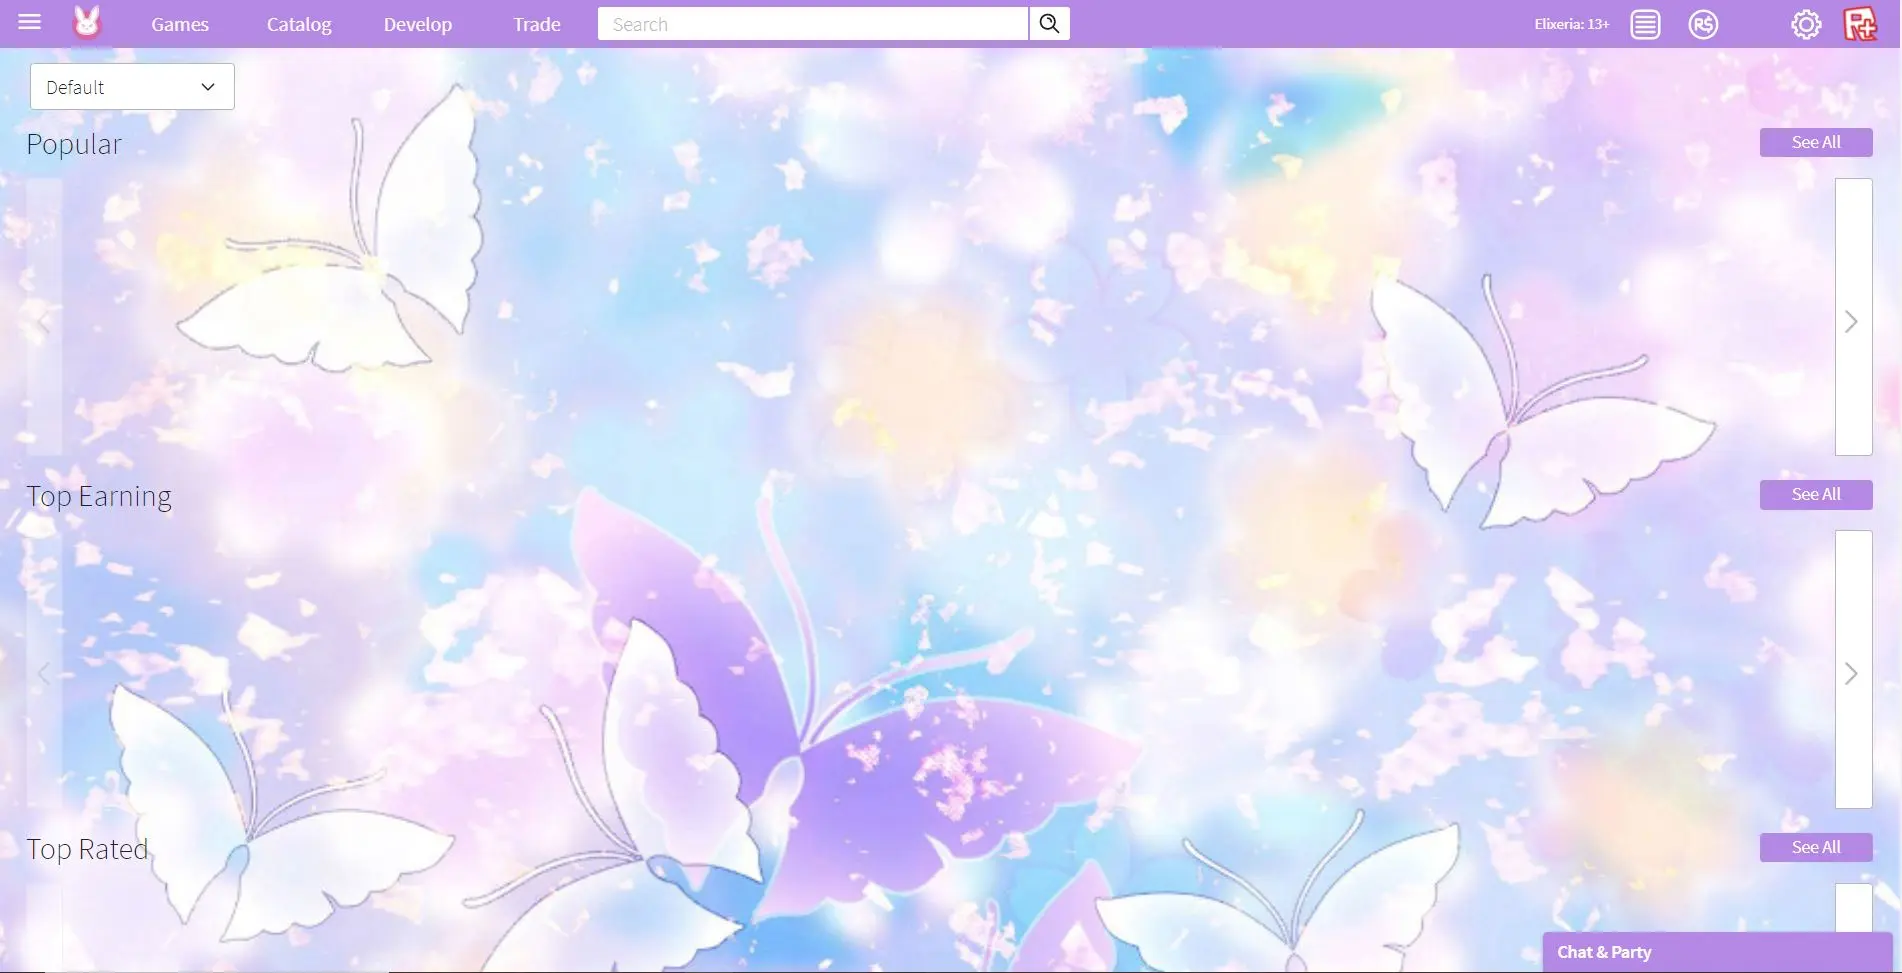 Games Catalog Develop Trade Search Elixeria: 13+ R$ R+
Default
Popular See All
Top Earning See All
Top Rated See All
Chat & Party